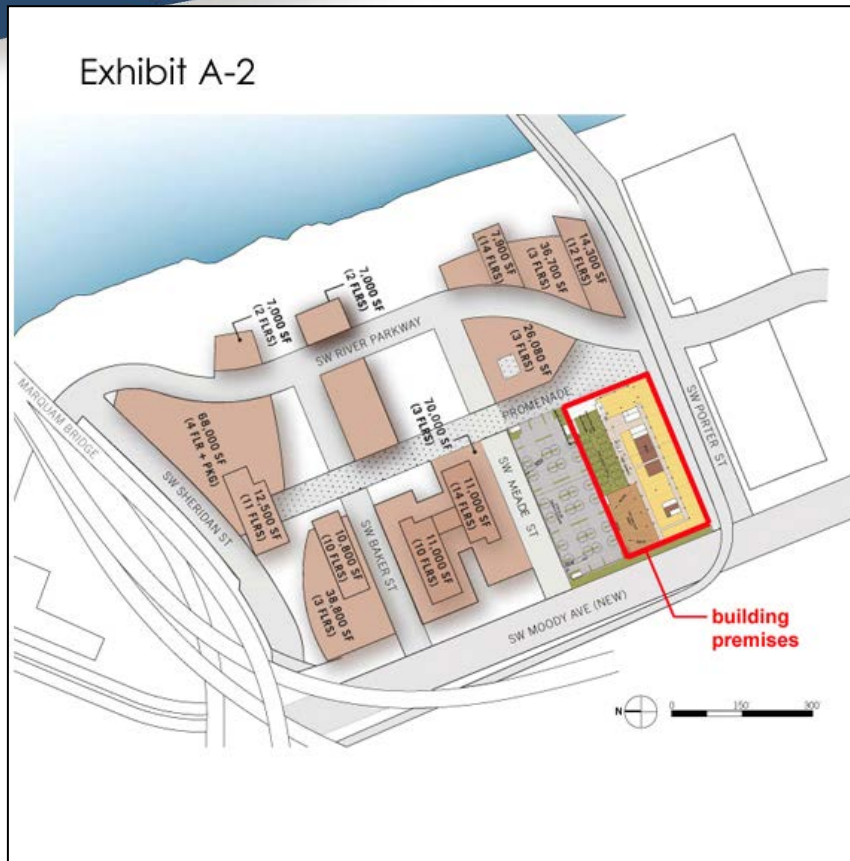 Exhibit A-2
7,000 SF
(2 FLRS)
7,000 SF
(2 FLRS)
7,900 SF
(14 FLRS)
36,700 SF
(3 FLRS)
14,300 SF
(12 FLRS)
SW RIVER PARKWAY
26,080 SF
(3 FLRS)
MARQUAM BRIDGE
68,000 SF
(4 FLR + PKG)
70,000 SF
(3 FLRS)
PROMENADE
SW PORTER ST
SW SHERIDAN ST
12,500 SF
(11 FLRS)
10,800 SF
(10 FLRS)
38,800 SF
(3 FLRS)
SW BAKER ST
11,000 SF
(10 FLRS)
11,000 SF
(14 FLRS)
SW MEADE ST
SW MOODY AVE (NEW)
building
premises
N
0 150 300